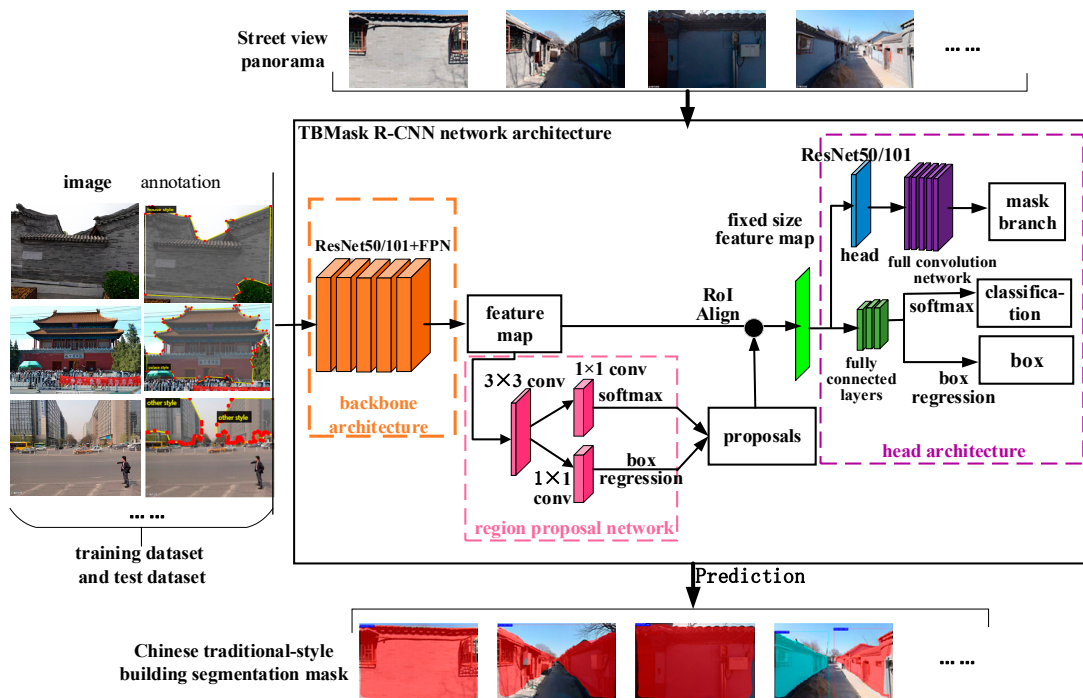 Street view
panorama
... ...
TBMask R-CNN network architecture
image
annotation
house style
other style
other style
... ...
training dataset
and test dataset
ResNet50/101+FPN
backbone
architecture
feature
map
3×3 conv
1×1 conv
softmax
1×1
conv
box
regression
region proposal network
proposals
RoI
Align
fixed size
feature map
ResNet50/101
head
full convolution
network
mask
branch
fully
connected
layers
softmax
classifica-
tion
box
regression
box
head architecture
Prediction
Chinese traditional-style
building segmentation mask
... ...